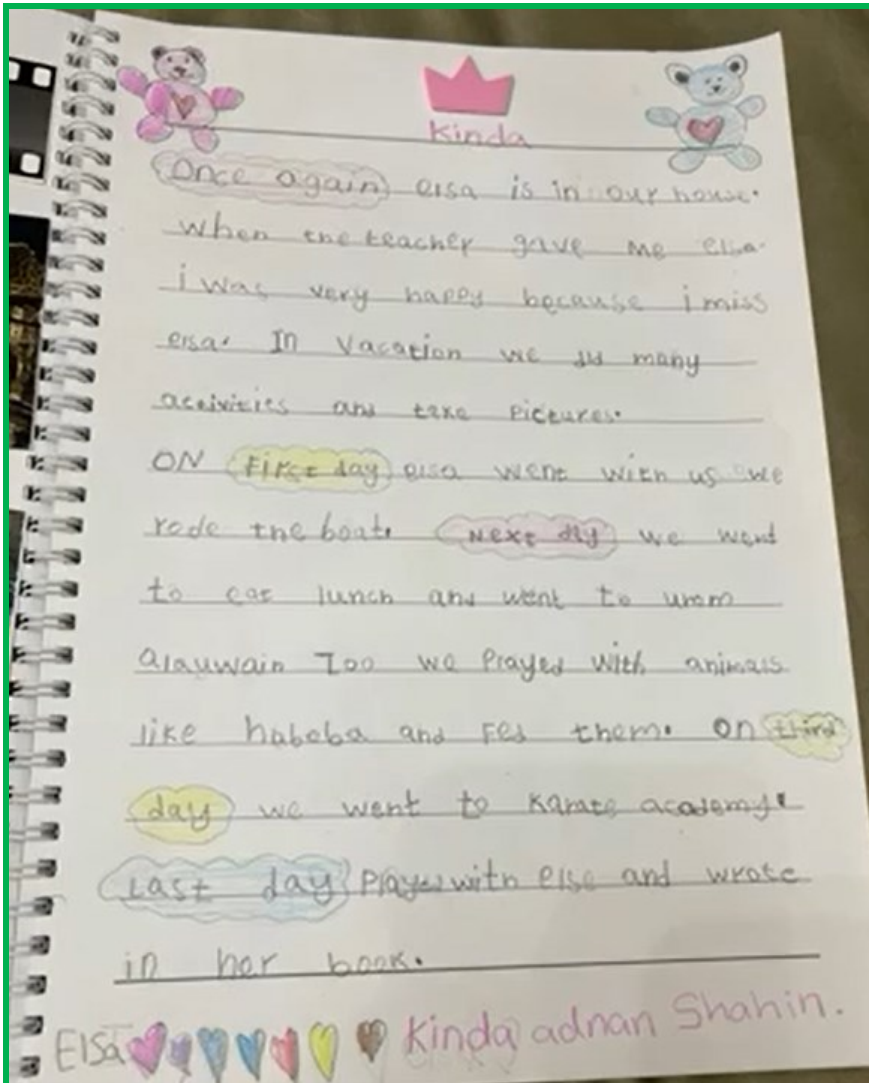 Kinda
Once again elsa is in our house.
when the teacher gave me elsa.
i was very happy because i miss
elsa. In Vacation we did many
activities and take pictures.
ON First day elsa went with us we
rode the boat. Next day we went
to eat lunch and went to umm
alauwain Zoo we played with animals
like haboba and Fed them. On third
day we went to Karate academy.
Last day played with elsa and wrote
in her book.
Elsa Kinda adnan Shahin.